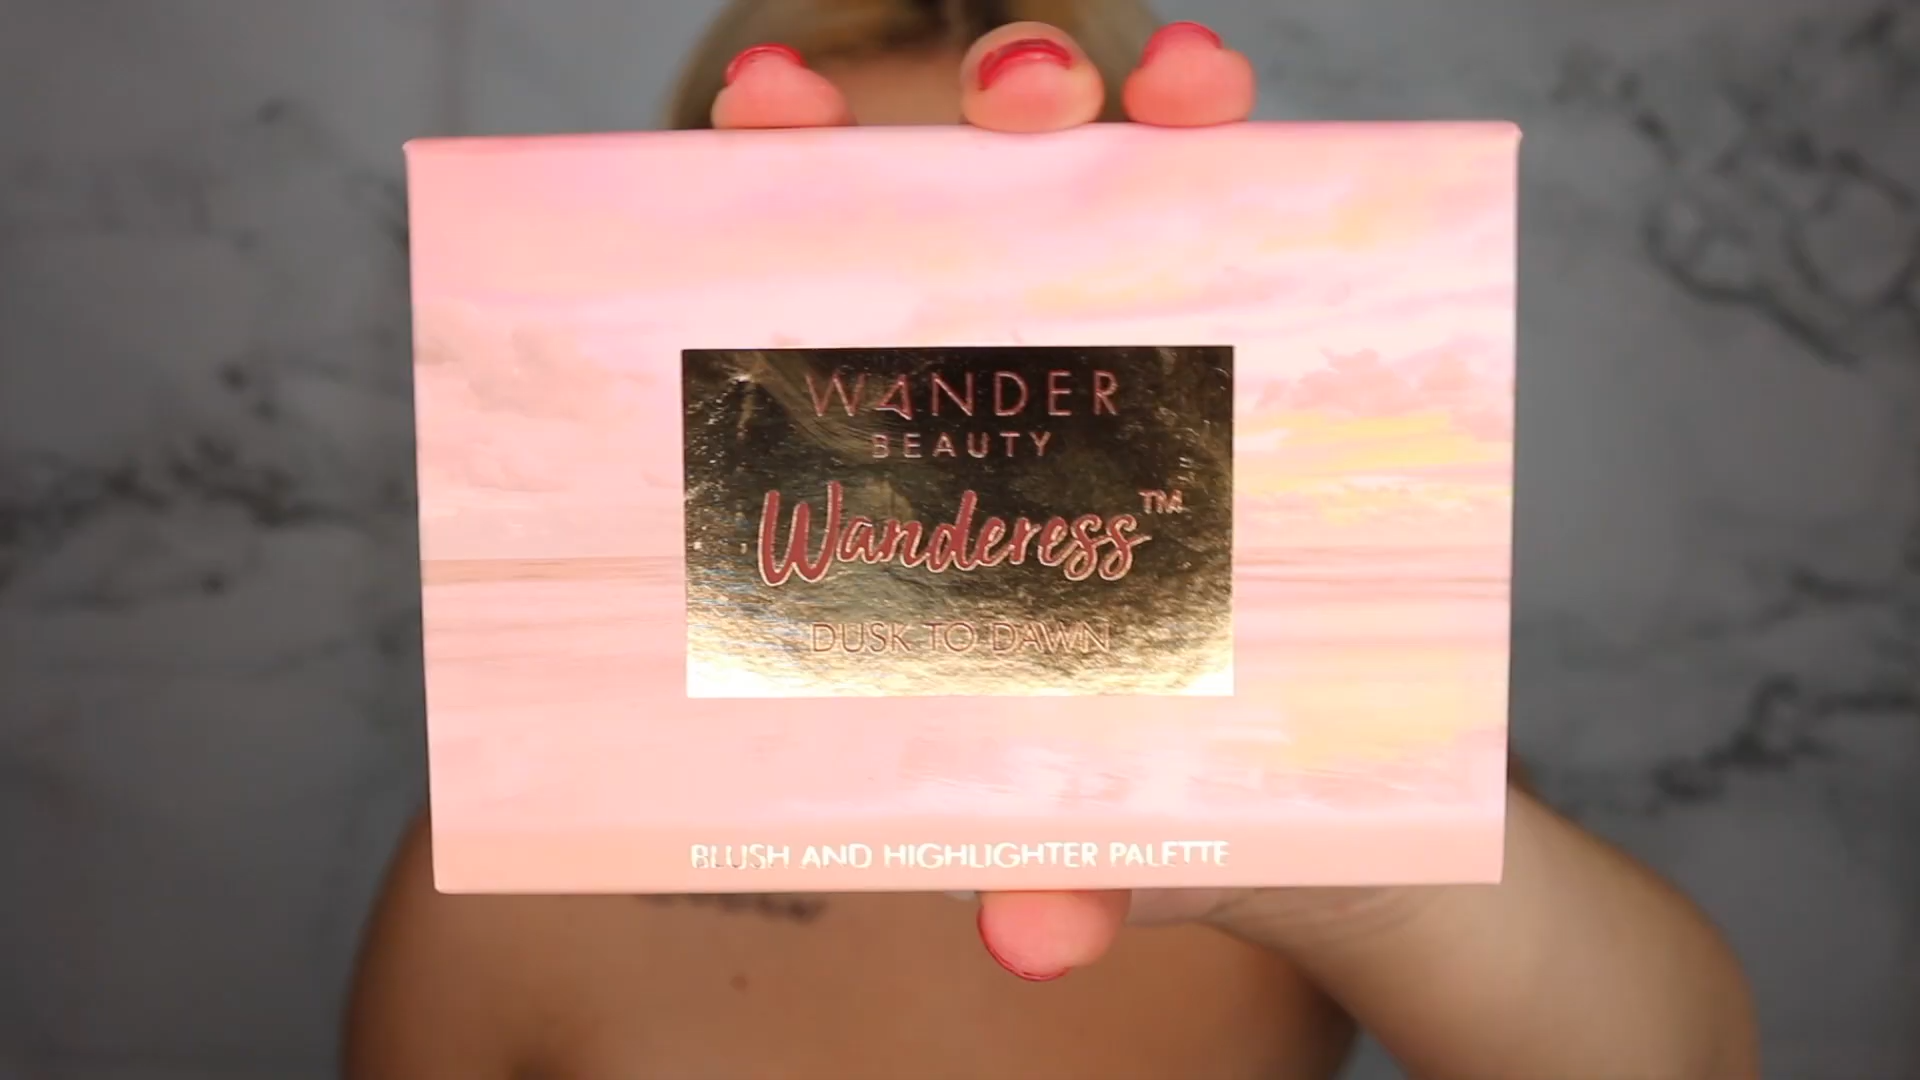 WANDER
BEAUTY
Wanderess™
DUSK TO DAWN
BLUSH AND HIGHLIGHTER PALETTE